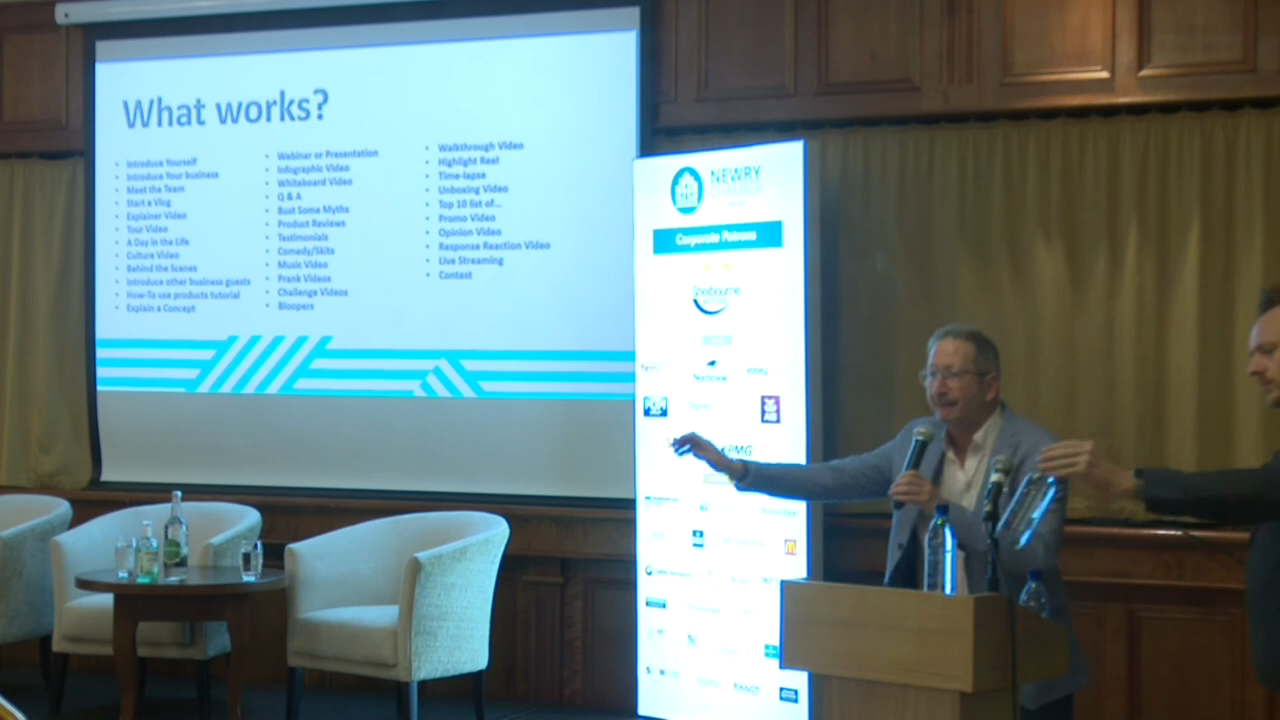 What works?
• Introduce Yourself
• Introduce Your business
• Meet the Team
• Start a Vlog
• Explainer Video
• Tour Video
• A Day in the Life
• Culture Video
• Behind the Scenes
• Introduce other business guests
• How-To use products tutorial
• Explain a Concept
• Webinar or Presentation
• Infographic Video
• Whiteboard Video
• Q & A
• Bust Some Myths
• Product Reviews
• Testimonials
• Comedy/Skits
• Music Video
• Prank Videos
• Challenge Videos
• Bloopers
• Walkthrough Video
• Highlight Reel
• Time-lapse
• Unboxing Video
• Top 10 list of...
• Promo Video
• Opinion Video
• Response Reaction Video
• Live Streaming
• Contest
NEWRY
Corporate Patrons
Shelbourne
Norbrook
AIB
KPMG